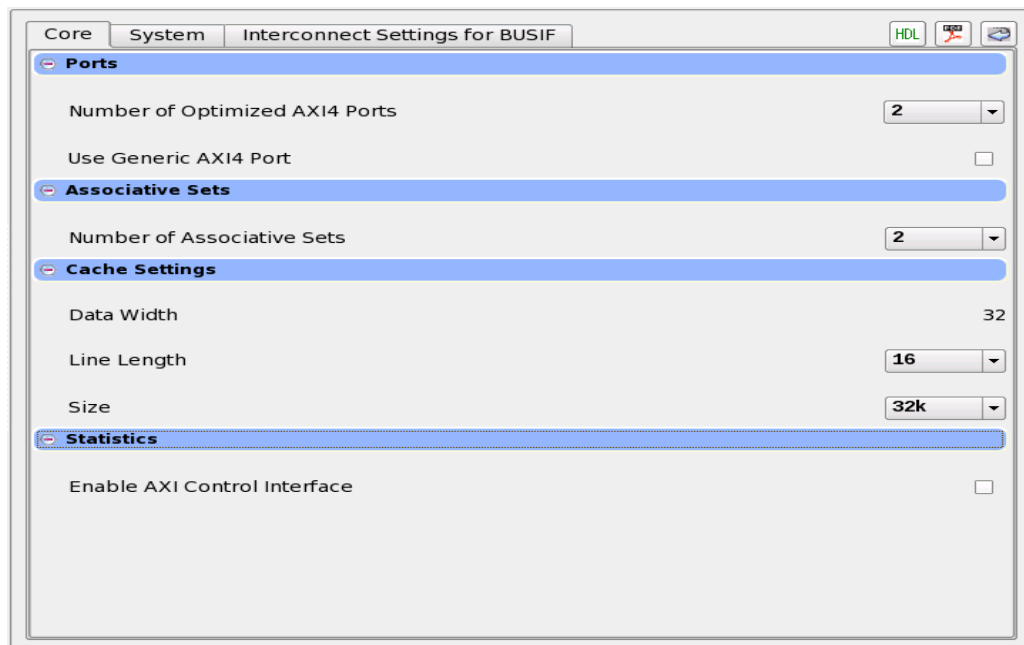 Core System Interconnect Settings for BUSIF HDL PDF
Ports
Number of Optimized AXI4 Ports 2
Use Generic AXI4 Port
Associative Sets
Number of Associative Sets 2
Cache Settings
Data Width 32
Line Length 16
Size 32k
Statistics
Enable AXI Control Interface